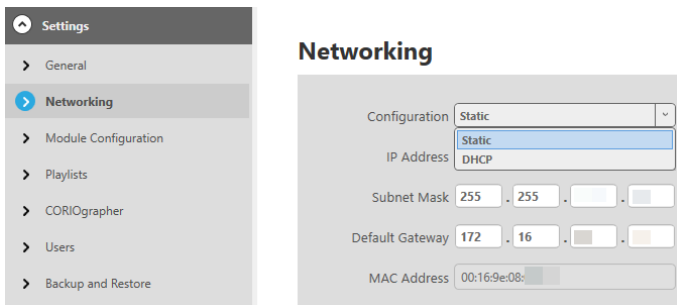 Settings
General
Networking
Module Configuration
Playlists
CORIOgrapher
Users
Backup and Restore
Networking
Configuration Static
Static
IP Address DHCP
Subnet Mask 255 . 255 . .
Default Gateway 172 . 16 . .
MAC Address 00:16:9e:08: